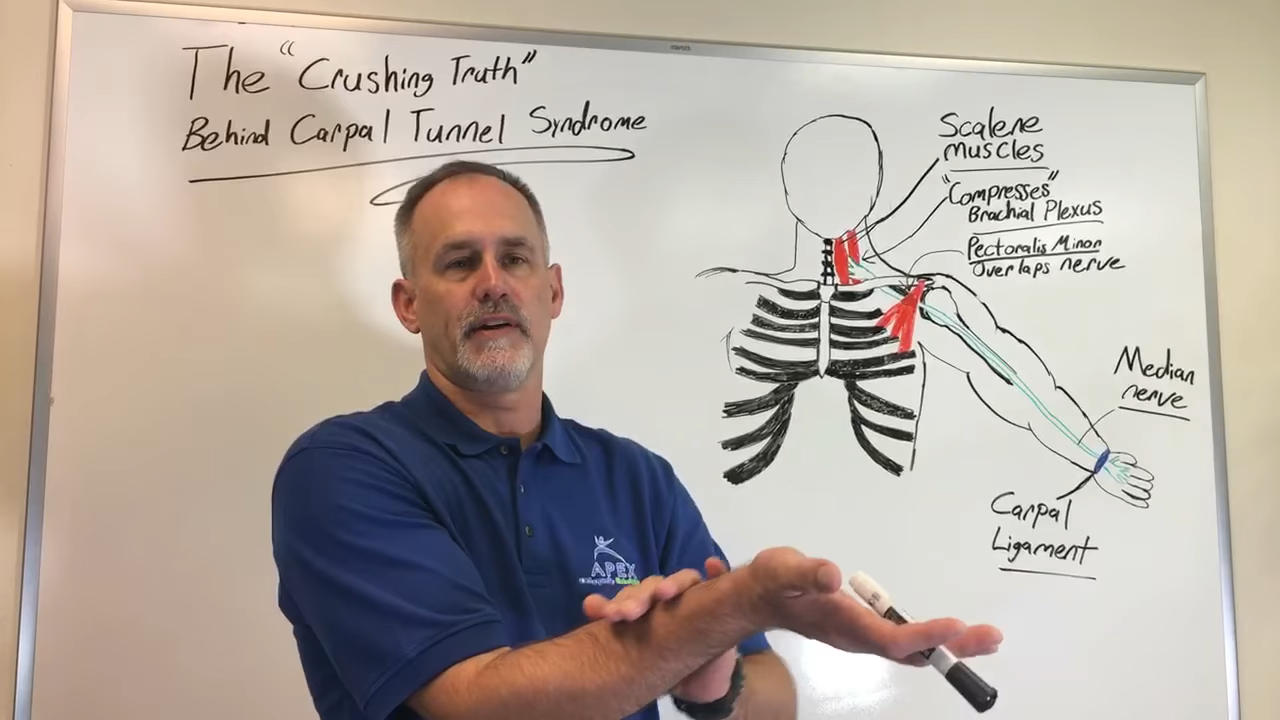 The "Crushing Truth"
Behind Carpal Tunnel Syndrome
Scalene
muscles
"Compresses"
Brachial Plexus
Pectoralis Minor
Overlaps nerve
Median
nerve
Carpal
Ligament
APEX